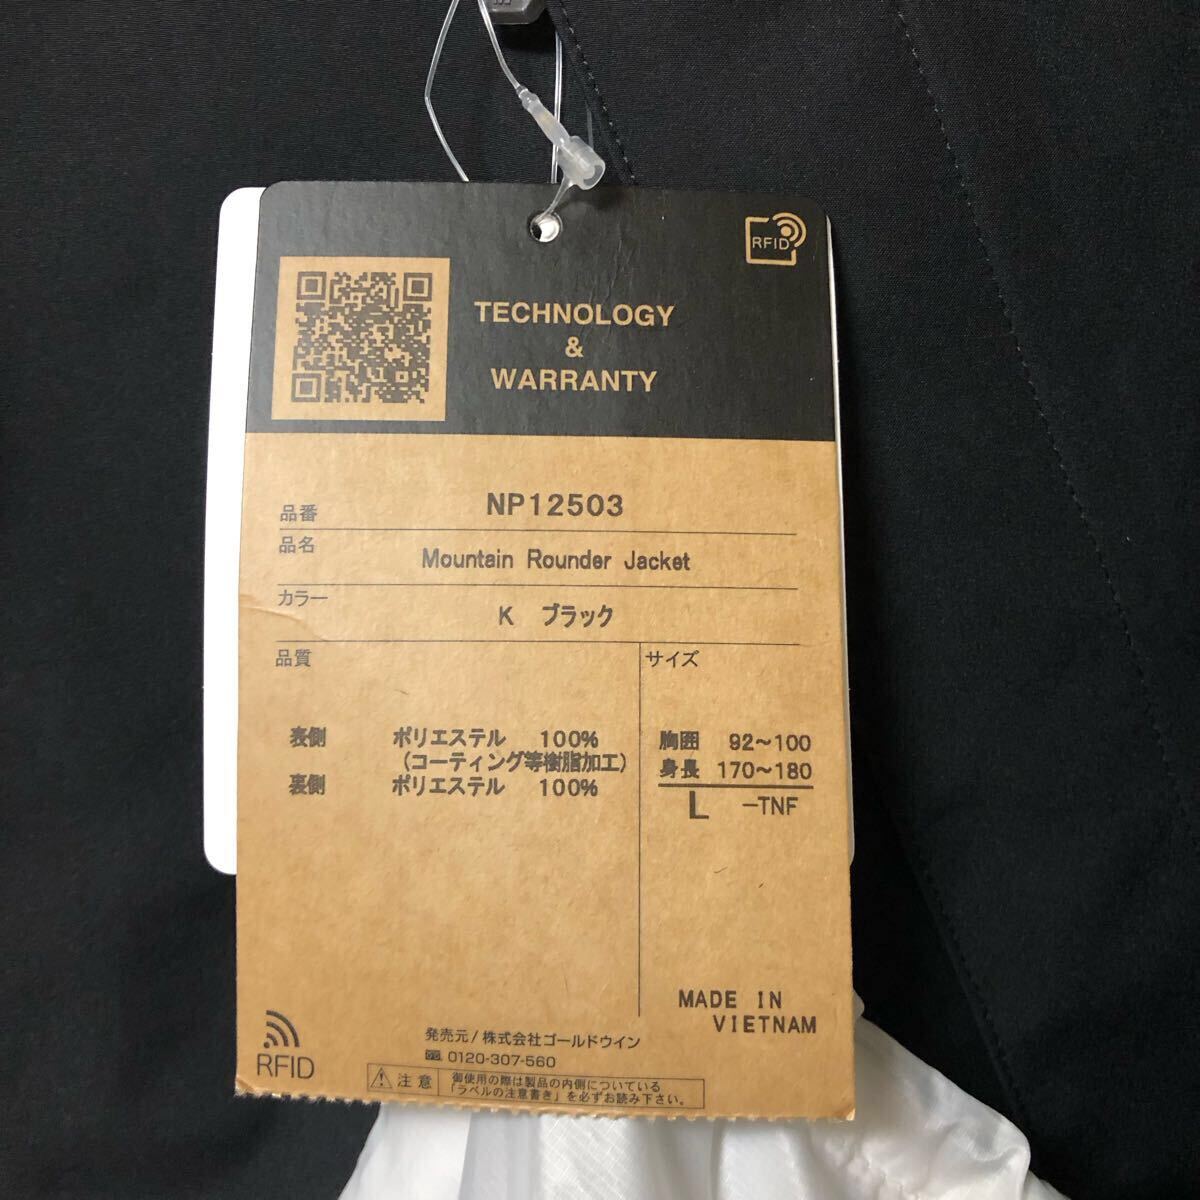 RFID
TECHNOLOGY
&
WARRANTY
品番 NP12503
品名 Mountain Rounder Jacket
カラー K ブラック
品質
表側 ポリエステル 100%
(コーティング等樹脂加工)
裏側 ポリエステル 100%
サイズ
胸囲 92~100
身長 170~180
L -TNF
MADE IN
VIETNAM
RFID
発売元/株式会社ゴールドウイン
0120-307-560
注意
御使用の際は製品の内側についている
「ラベルの注意書き」を必ずお読み下さい。